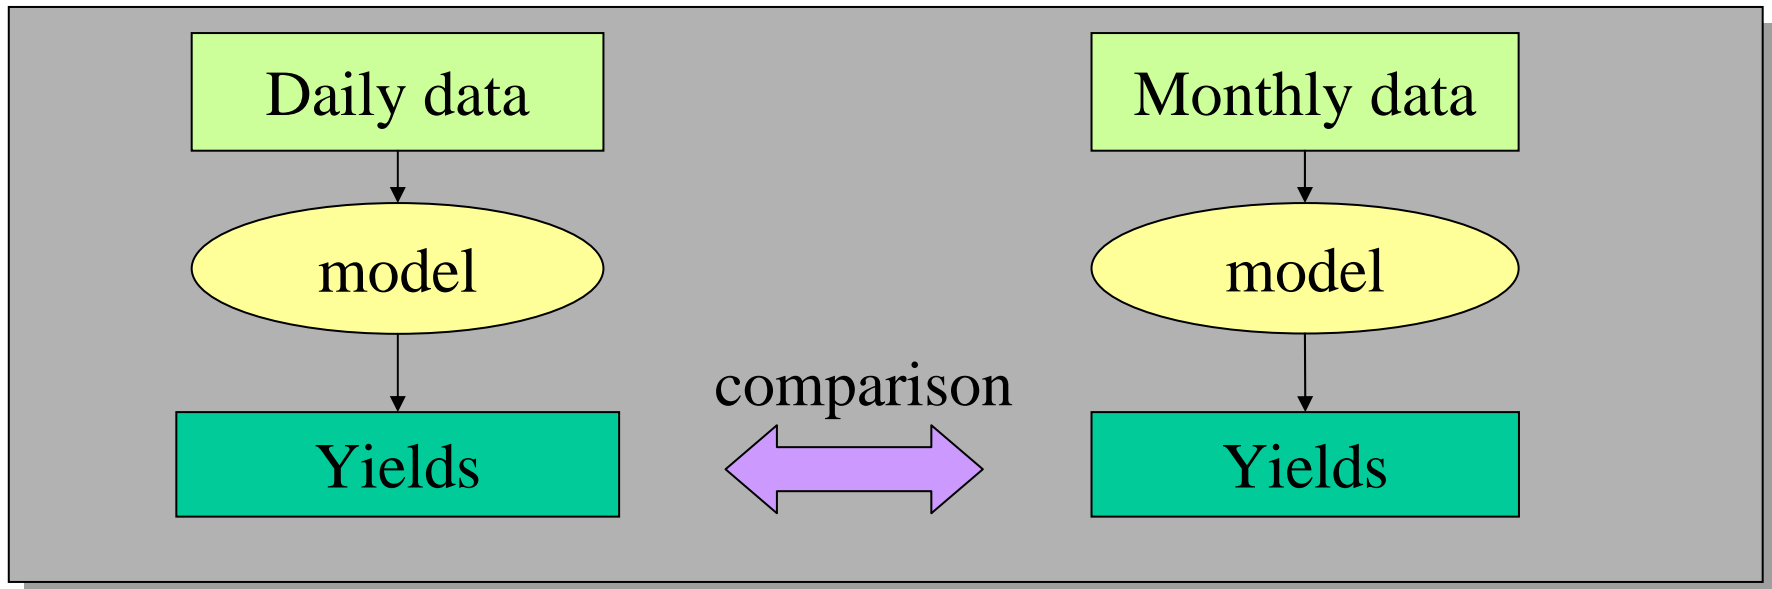 Daily data
Monthly data
model
model
comparison
Yields
Yields